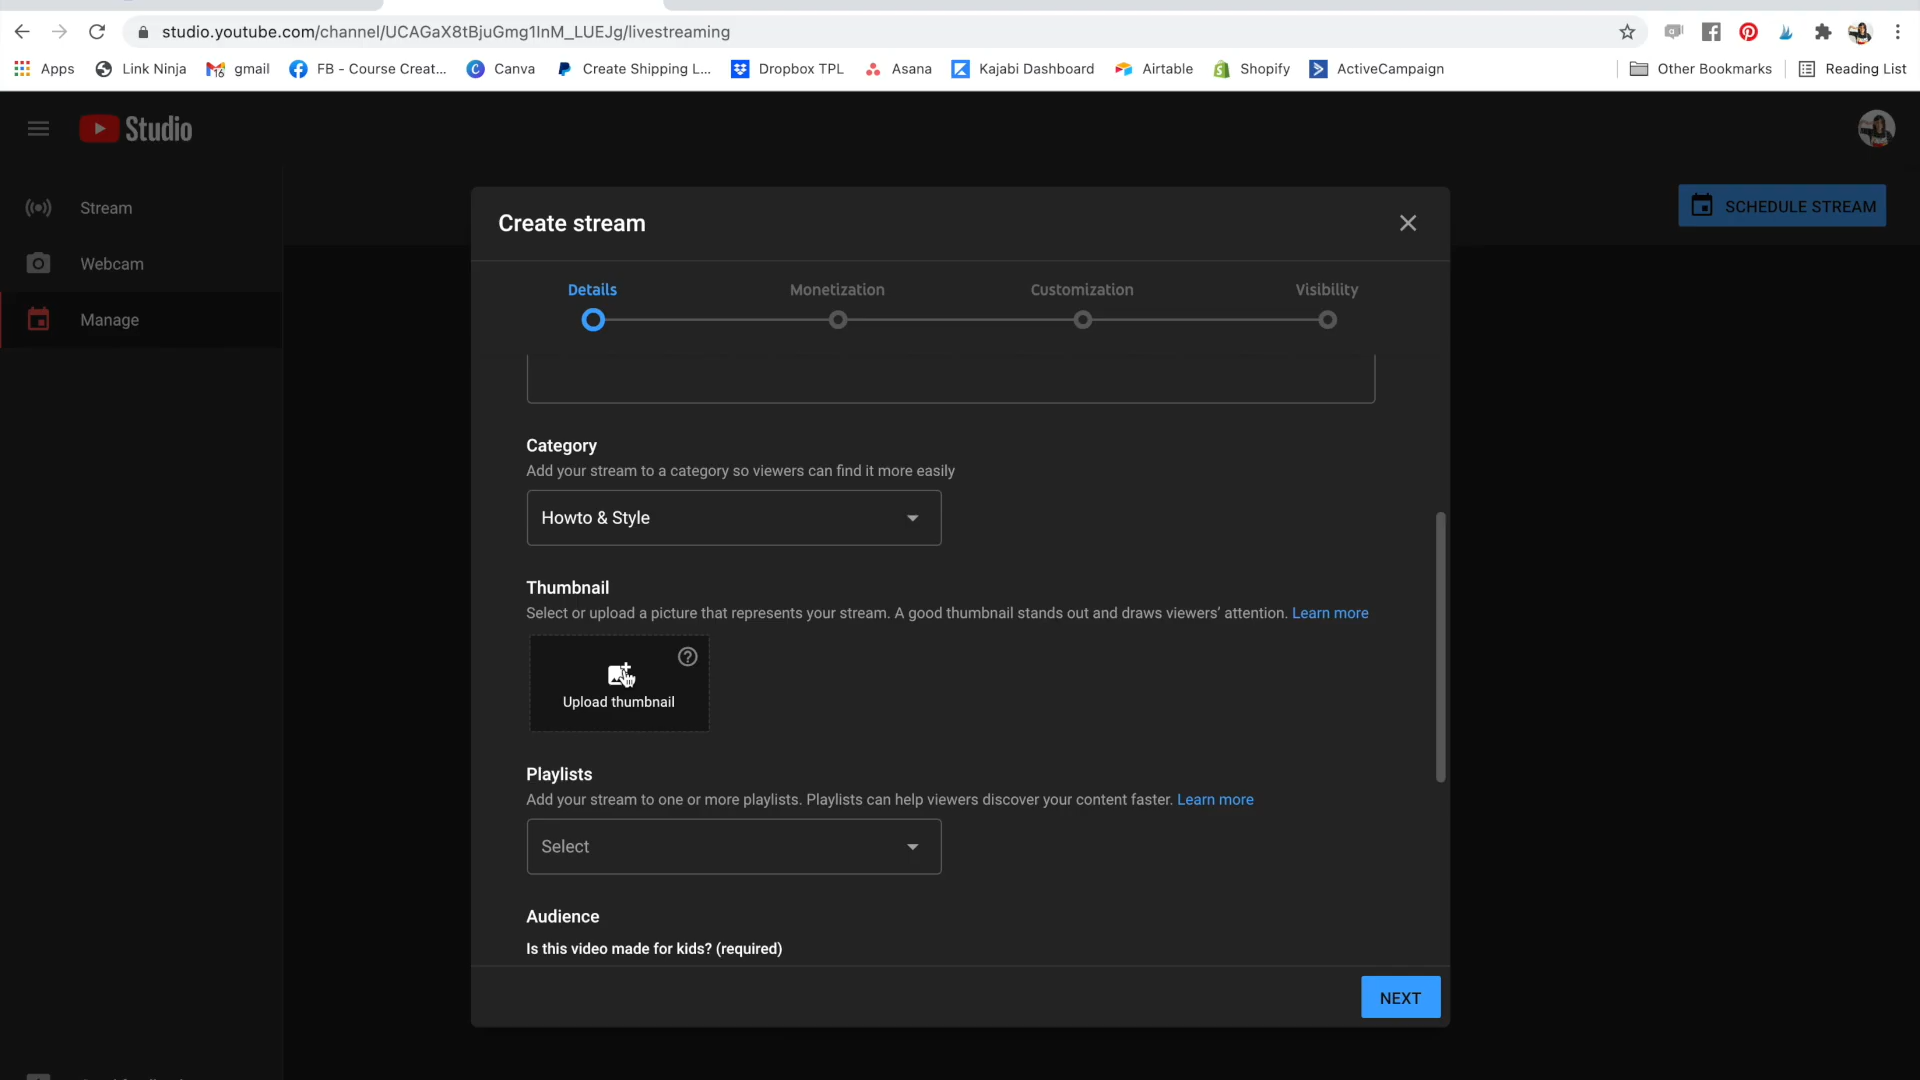 studio.youtube.com/channel/UCAGaX8tBjuGmg1lnM_LUEJg/livestreaming
Apps
Link Ninja
gmail
FB - Course Creat...
Canva
Create Shipping L...
Dropbox TPL
Asana
Kajabi Dashboard
Airtable
Shopify
ActiveCampaign
Other Bookmarks
Reading List
Studio
Stream
Webcam
Manage
SCHEDULE STREAM
Create stream
Details
Monetization
Customization
Visibility
Category
Add your stream to a category so viewers can find it more easily
Howto & Style
Thumbnail
Select or upload a picture that represents your stream. A good thumbnail stands out and draws viewers' attention. Learn more
Upload thumbnail
Playlists
Add your stream to one or more playlists. Playlists can help viewers discover your content faster. Learn more
Select
Audience
Is this video made for kids? (required)
NEXT